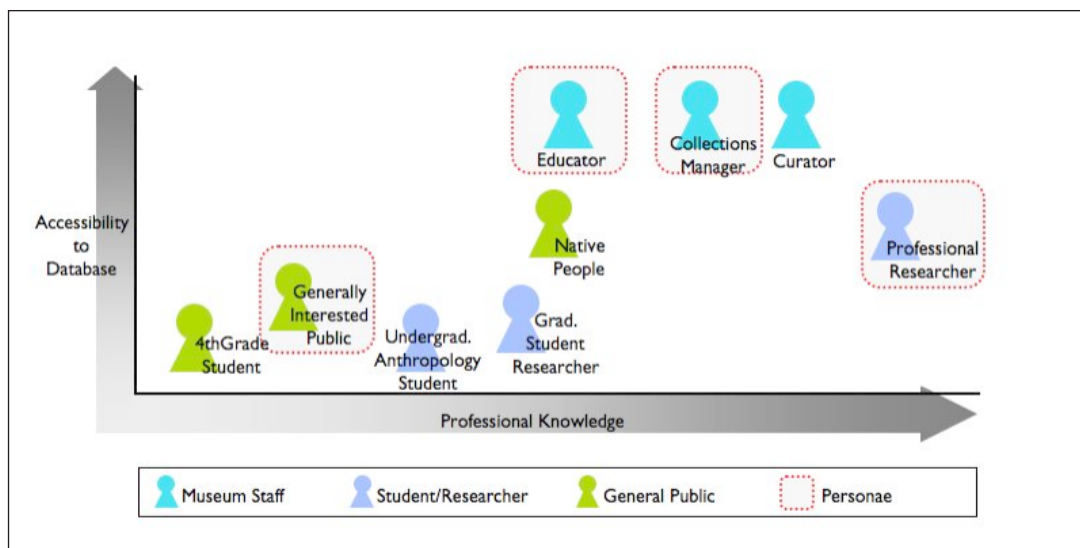 Educator
Collections
Manager
Curator
Accessibility
to
Database
Native
People
Professional
Researcher
Generally
Interested
Public
4thGrade
Student
Undergrad.
Anthropology
Student
Grad.
Student
Researcher
Professional Knowledge
Museum Staff
Student/Researcher
General Public
Personae